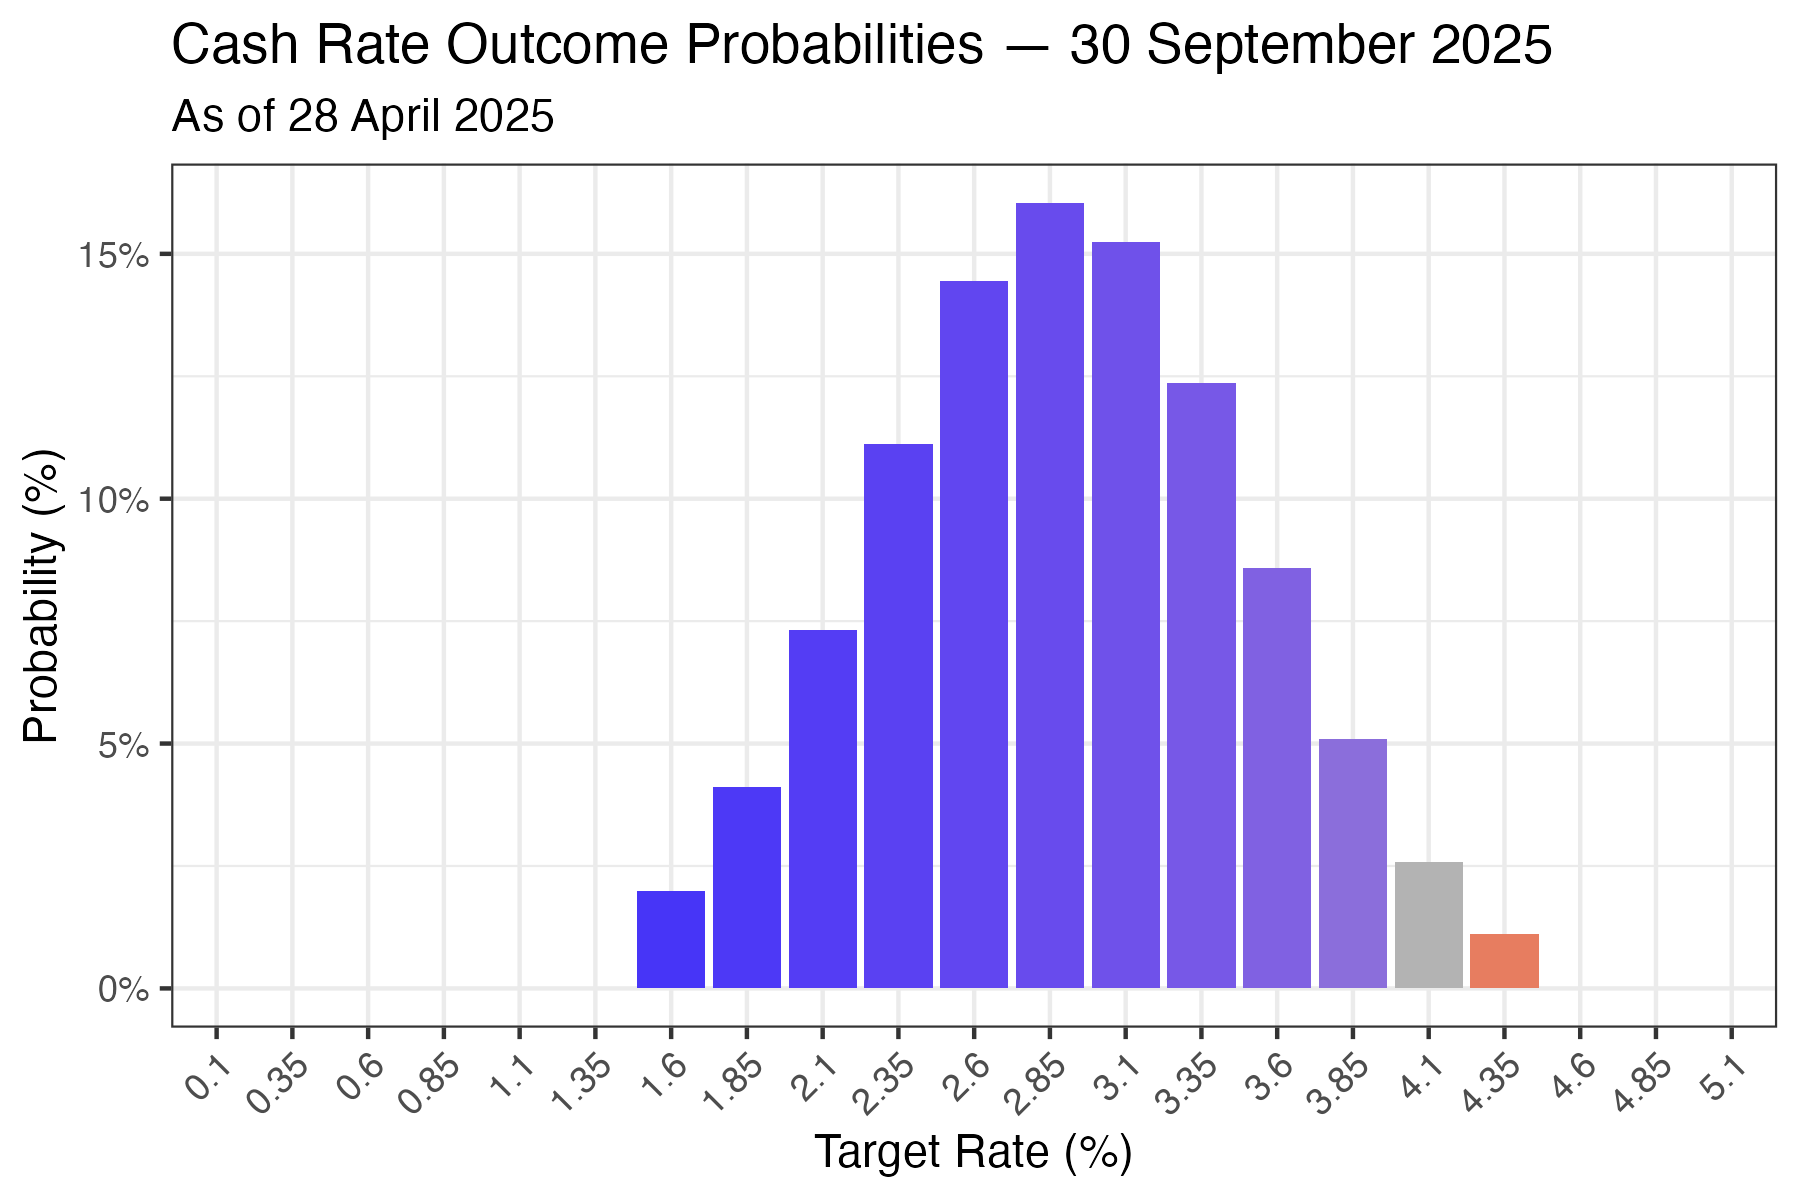 Cash Rate Outcome Probabilities — 30 September 2025
As of 28 April 2025
Probability (%)
15%
10%
5%
0%
0.1 0.35 0.6 0.85 1.1 1.35 1.6 1.85 2.1 2.35 2.6 2.85 3.1 3.35 3.6 3.85 4.1 4.35 4.6 4.85 5.1
Target Rate (%)